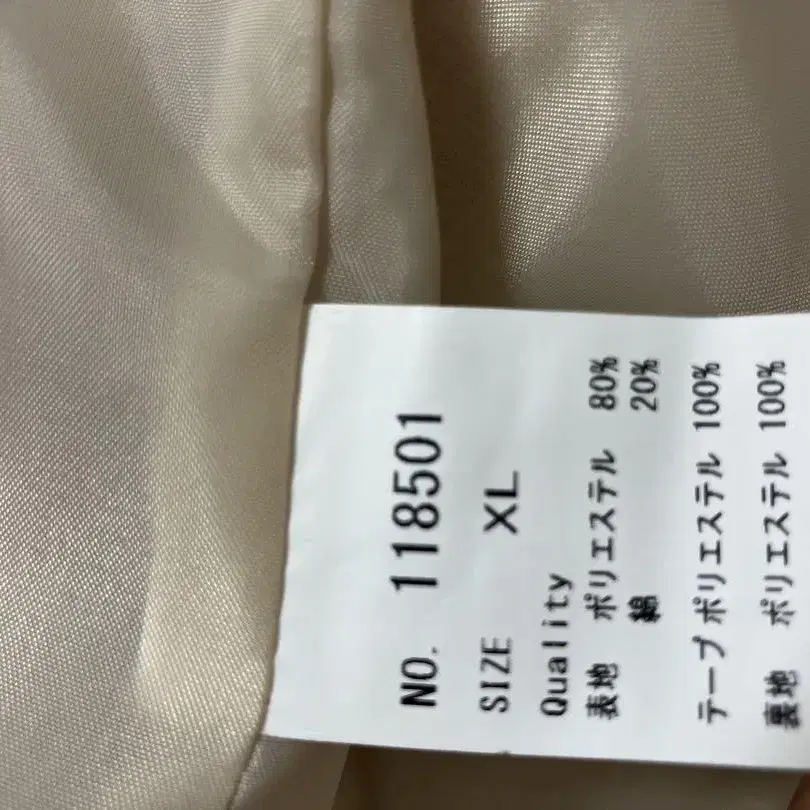 NO. 118501
SIZE XL
Quality
表地 ポリエステル 80%
綿 20%
テープ ポリエステル 100%
裏地 ポリエステル 100%